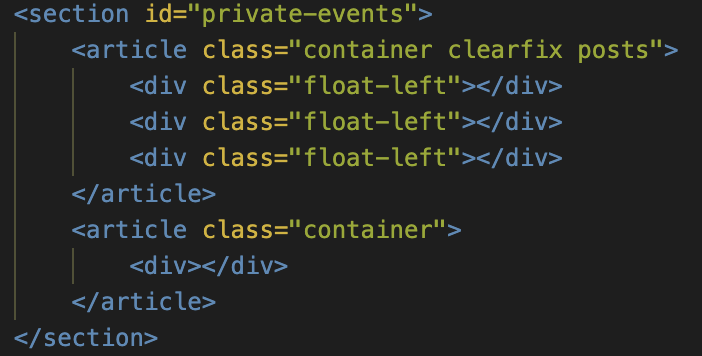 <section id="private-events">
    <article class="container clearfix posts">
        <div class="float-left"></div>
        <div class="float-left"></div>
        <div class="float-left"></div>
    </article>
    <article class="container">
        <div></div>
    </article>
</section>